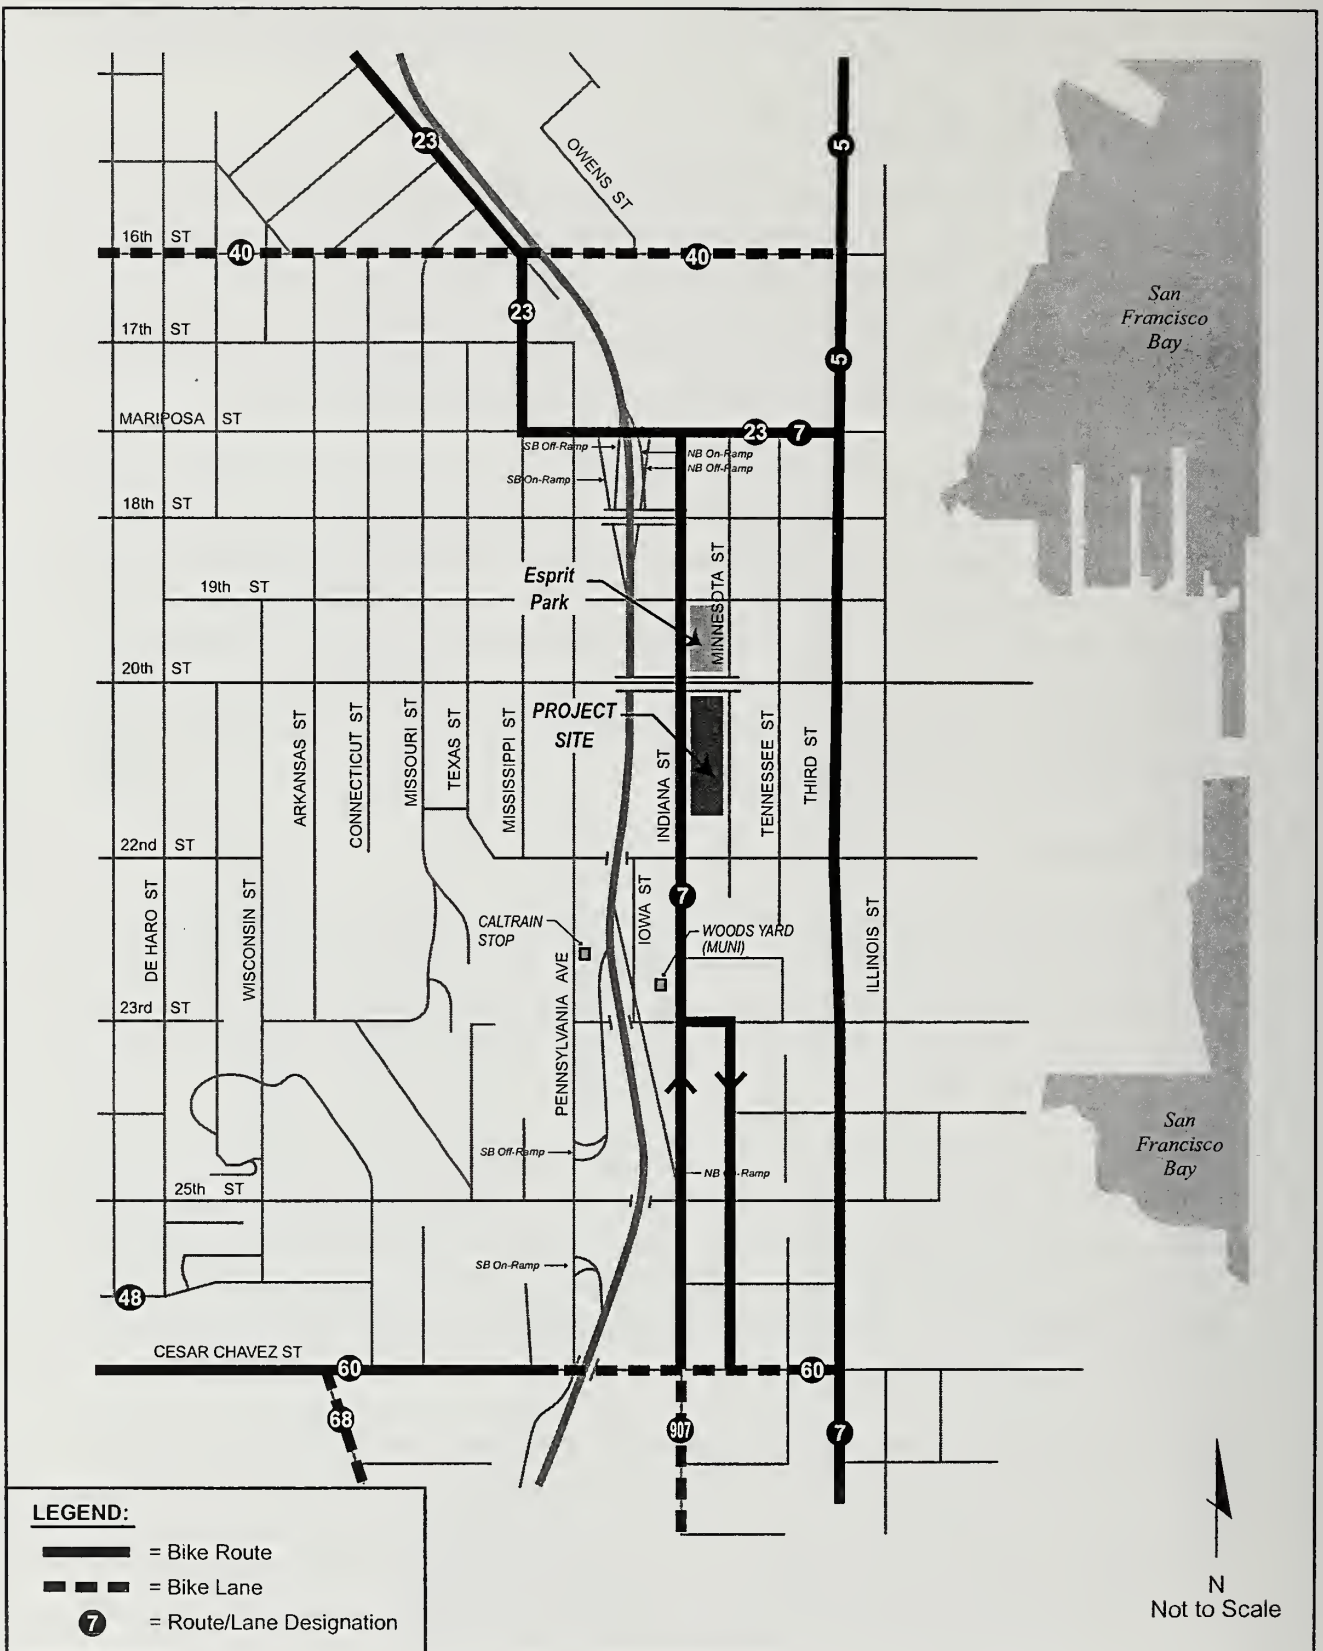 23
5
OWENS ST
16th ST
40
40
23
San
Francisco
Bay
17th ST
5
MARIPOSA ST
23
7
SB Off-Ramp
NB On-Ramp
NB Off-Ramp
SB On-Ramp
18th ST
MINNESOTA ST
Esprit
Park
19th ST
20th ST
PROJECT
SITE
ARKANSAS ST
CONNECTICUT ST
MISSOURI ST
TEXAS ST
MISSISSIPPI ST
INDIANA ST
TENNESSEE ST
THIRD ST
22nd ST
DE HARO ST
WISCONSIN ST
7
IOWA ST
ILLINOIS ST
CALTRAIN
STOP
WOODS YARD
(MUNI)
PENNSYLVANIA AVE
23rd ST
San
Francisco
Bay
SB Off-Ramp
NB On-Ramp
25th ST
SB On-Ramp
48
CESAR CHAVEZ ST
60
60
68
907
7
LEGEND:
= Bike Route
= Bike Lane
7 = Route/Lane Designation
N
Not to Scale